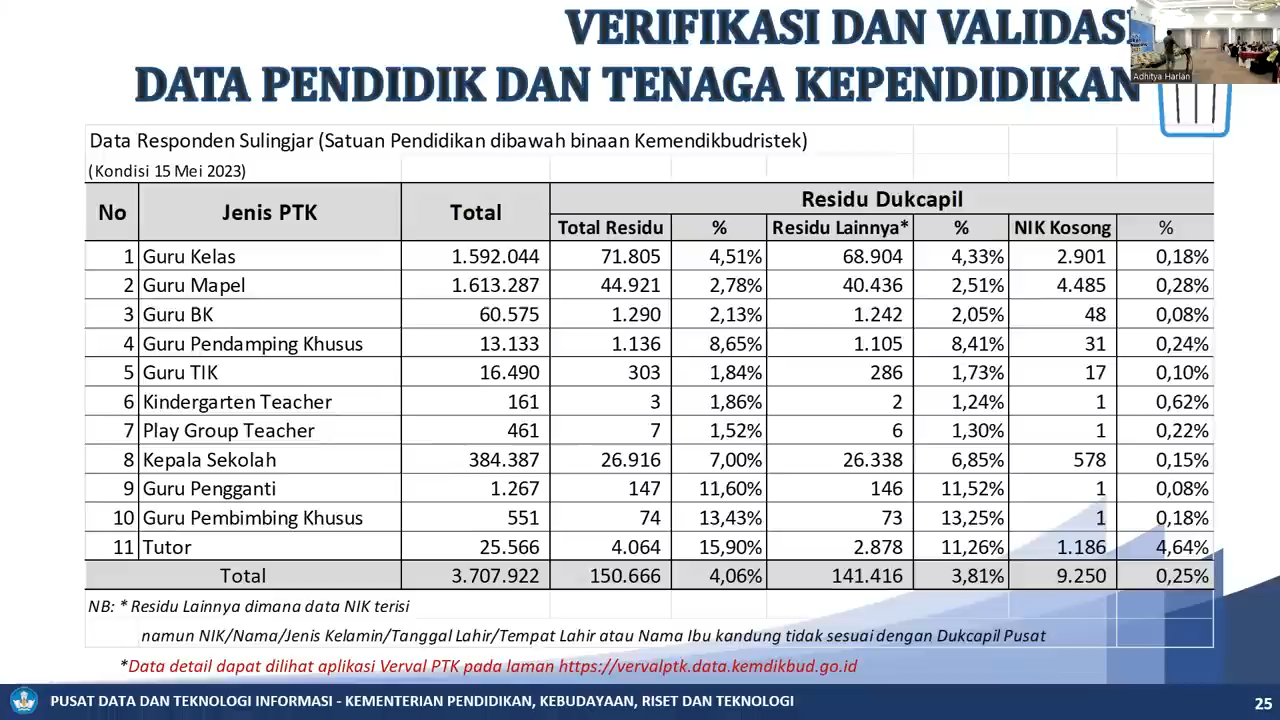 VERIFIKASI DAN VALIDAS
DATA PENDIDIK DAN TENAGA KEPENDIDIKAN
Adhitya Harlan
Data Responden Sulingjar (Satuan Pendidikan dibawah binaan Kemendikbudristek)
(Kondisi 15 Mei 2023)
No Jenis PTK Total Residu Dukcapil
Total Residu % Residu Lainnya* % NIK Kosong %
1 Guru Kelas 1.592.044 71.805 4,51% 68.904 4,33% 2.901 0,18%
2 Guru Mapel 1.613.287 44.921 2,78% 40.436 2,51% 4.485 0,28%
3 Guru BK 60.575 1.290 2,13% 1.242 2,05% 48 0,08%
4 Guru Pendamping Khusus 13.133 1.136 8,65% 1.105 8,41% 31 0,24%
5 Guru TIK 16.490 303 1,84% 286 1,73% 17 0,10%
6 Kindergarten Teacher 161 3 1,86% 2 1,24% 1 0,62%
7 Play Group Teacher 461 7 1,52% 6 1,30% 1 0,22%
8 Kepala Sekolah 384.387 26.916 7,00% 26.338 6,85% 578 0,15%
9 Guru Pengganti 1.267 147 11,60% 146 11,52% 1 0,08%
10 Guru Pembimbing Khusus 551 74 13,43% 73 13,25% 1 0,18%
11 Tutor 25.566 4.064 15,90% 2.878 11,26% 1.186 4,64%
Total 3.707.922 150.666 4,06% 141.416 3,81% 9.250 0,25%
NB: * Residu Lainnya dimana data NIK terisi
namun NIK/Nama/Jenis Kelamin/Tanggal Lahir/Tempat Lahir atau Nama Ibu kandung tidak sesuai dengan Dukcapil Pusat
*Data detail dapat dilihat aplikasi Verval PTK pada laman https://vervalptk.data.kemdikbud.go.id
PUSAT DATA DAN TEKNOLOGI INFORMASI - KEMENTERIAN PENDIDIKAN, KEBUDAYAAN, RISET DAN TEKNOLOGI
25